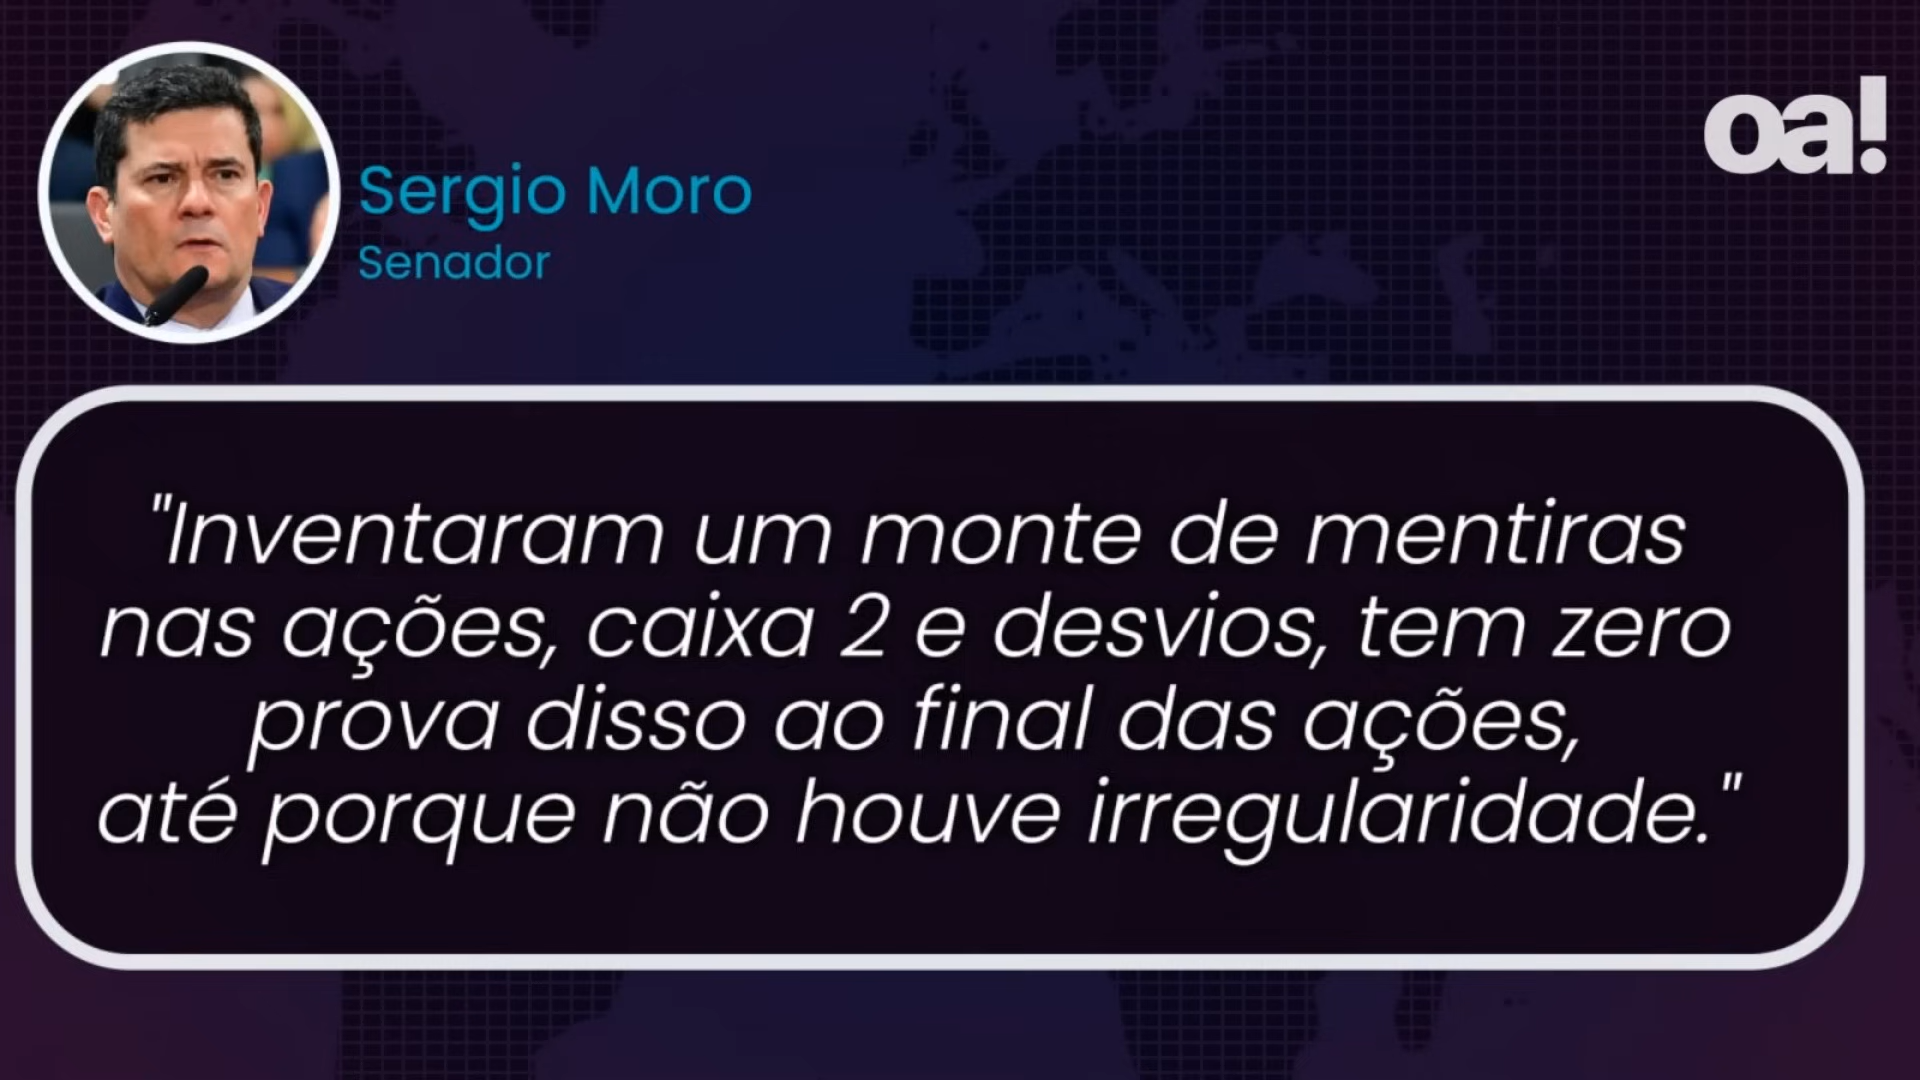 Sergio Moro
Senador
oa!
"Inventaram um monte de mentiras
nas ações, caixa 2 e desvios, tem zero
prova disso ao final das ações,
até porque não houve irregularidade."